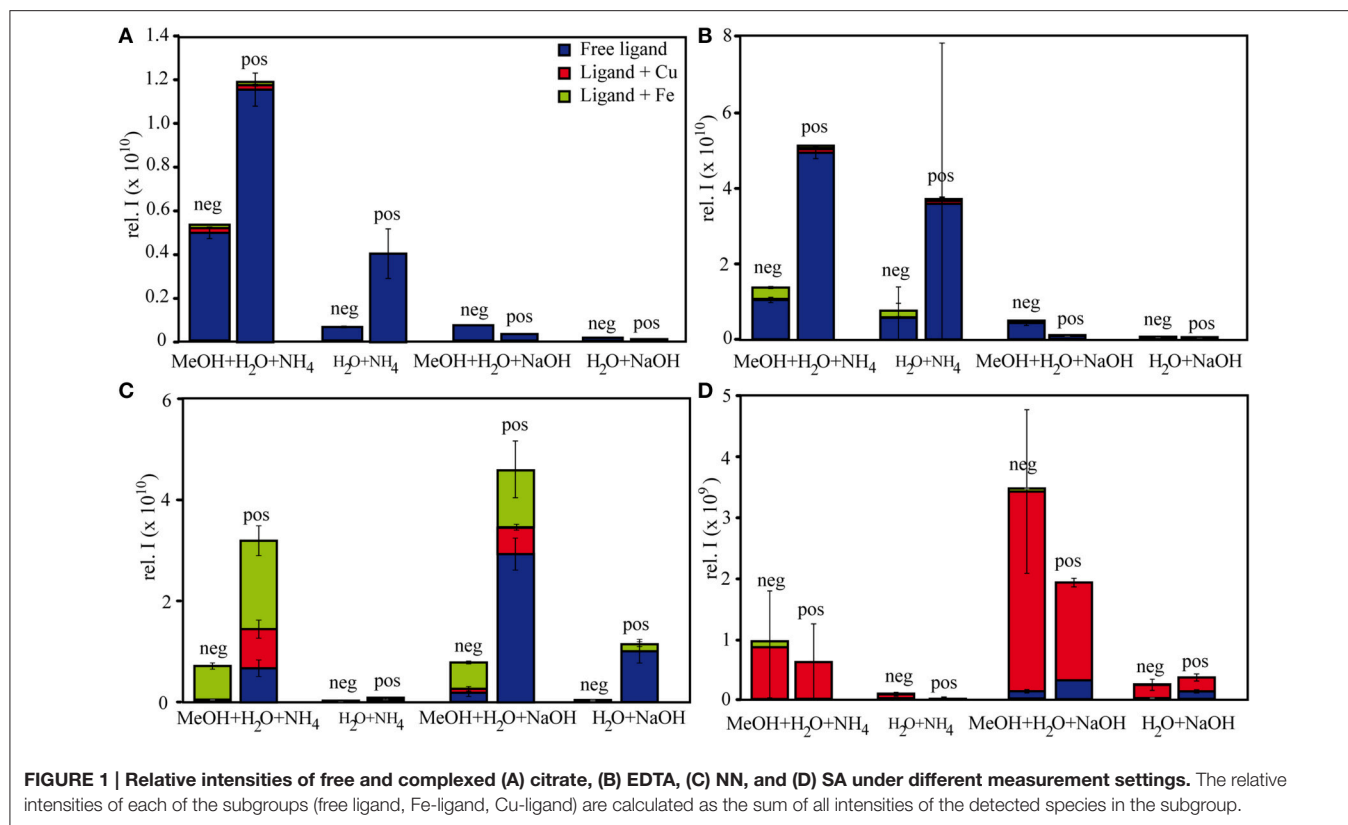 A
1.4
1.2
1.0
0.8
0.6
0.4
0.2
0
rel. I (x 10¹⁰)
Free ligand
Ligand + Cu
Ligand + Fe
neg
pos
neg
pos
neg
pos
neg
pos
MeOH+H₂O+NH₄
H₂O+NH₄
MeOH+H₂O+NaOH
H₂O+NaOH
B
8
6
4
2
0
rel. I (x 10¹⁰)
neg
pos
neg
pos
neg
pos
neg
pos
MeOH+H₂O+NH₄
H₂O+NH₄
MeOH+H₂O+NaOH
H₂O+NaOH
C
6
4
2
0
rel. I (x 10¹⁰)
neg
pos
neg
pos
neg
pos
neg
pos
MeOH+H₂O+NH₄
H₂O+NH₄
MeOH+H₂O+NaOH
H₂O+NaOH
D
5
4
3
2
1
0
rel. I (x 10⁹)
neg
pos
neg
pos
neg
pos
neg
pos
MeOH+H₂O+NH₄
H₂O+NH₄
MeOH+H₂O+NaOH
H₂O+NaOH
FIGURE 1 | Relative intensities of free and complexed (A) citrate, (B) EDTA, (C) NN, and (D) SA under different measurement settings. The relative
intensities of each of the subgroups (free ligand, Fe-ligand, Cu-ligand) are calculated as the sum of all intensities of the detected species in the subgroup.